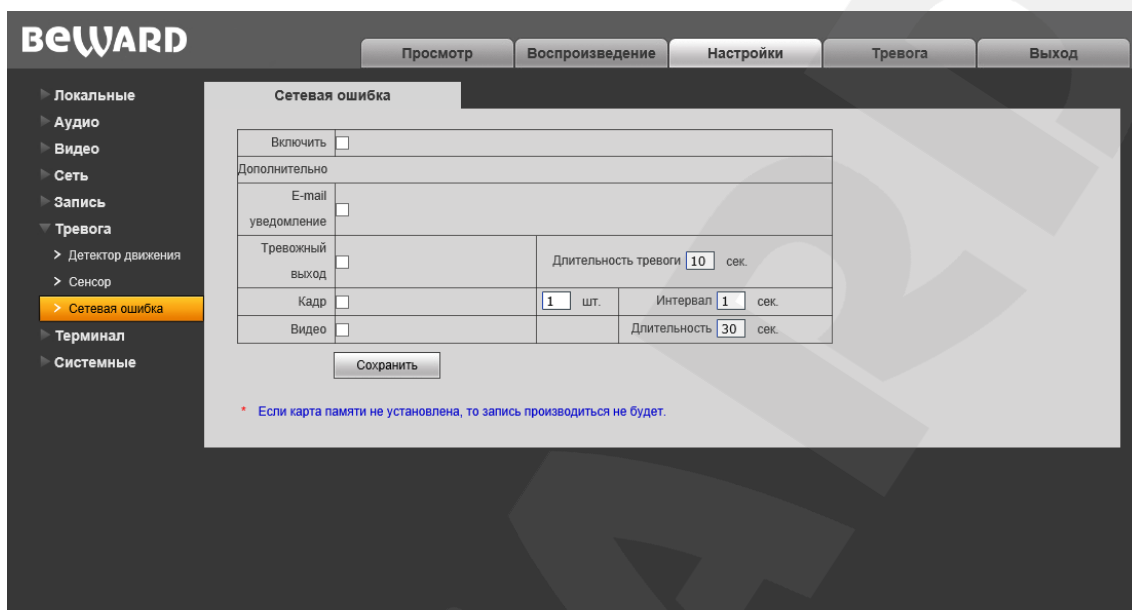 BEWARD
Просмотр Воспроизведение Настройки Тревога Выход
Локальные
Аудио
Видео
Сеть
Запись
Тревога
> Детектор движения
> Сенсор
> Сетевая ошибка
Терминал
Системные
Сетевая ошибка
Включить
Дополнительно
E-mail
уведомление
Тревожный
выход
Длительность тревоги 10 сек.
Кадр 1 шт. Интервал 1 сек.
Видео Длительность 30 сек.
Сохранить
* Если карта памяти не установлена, то запись производиться не будет.